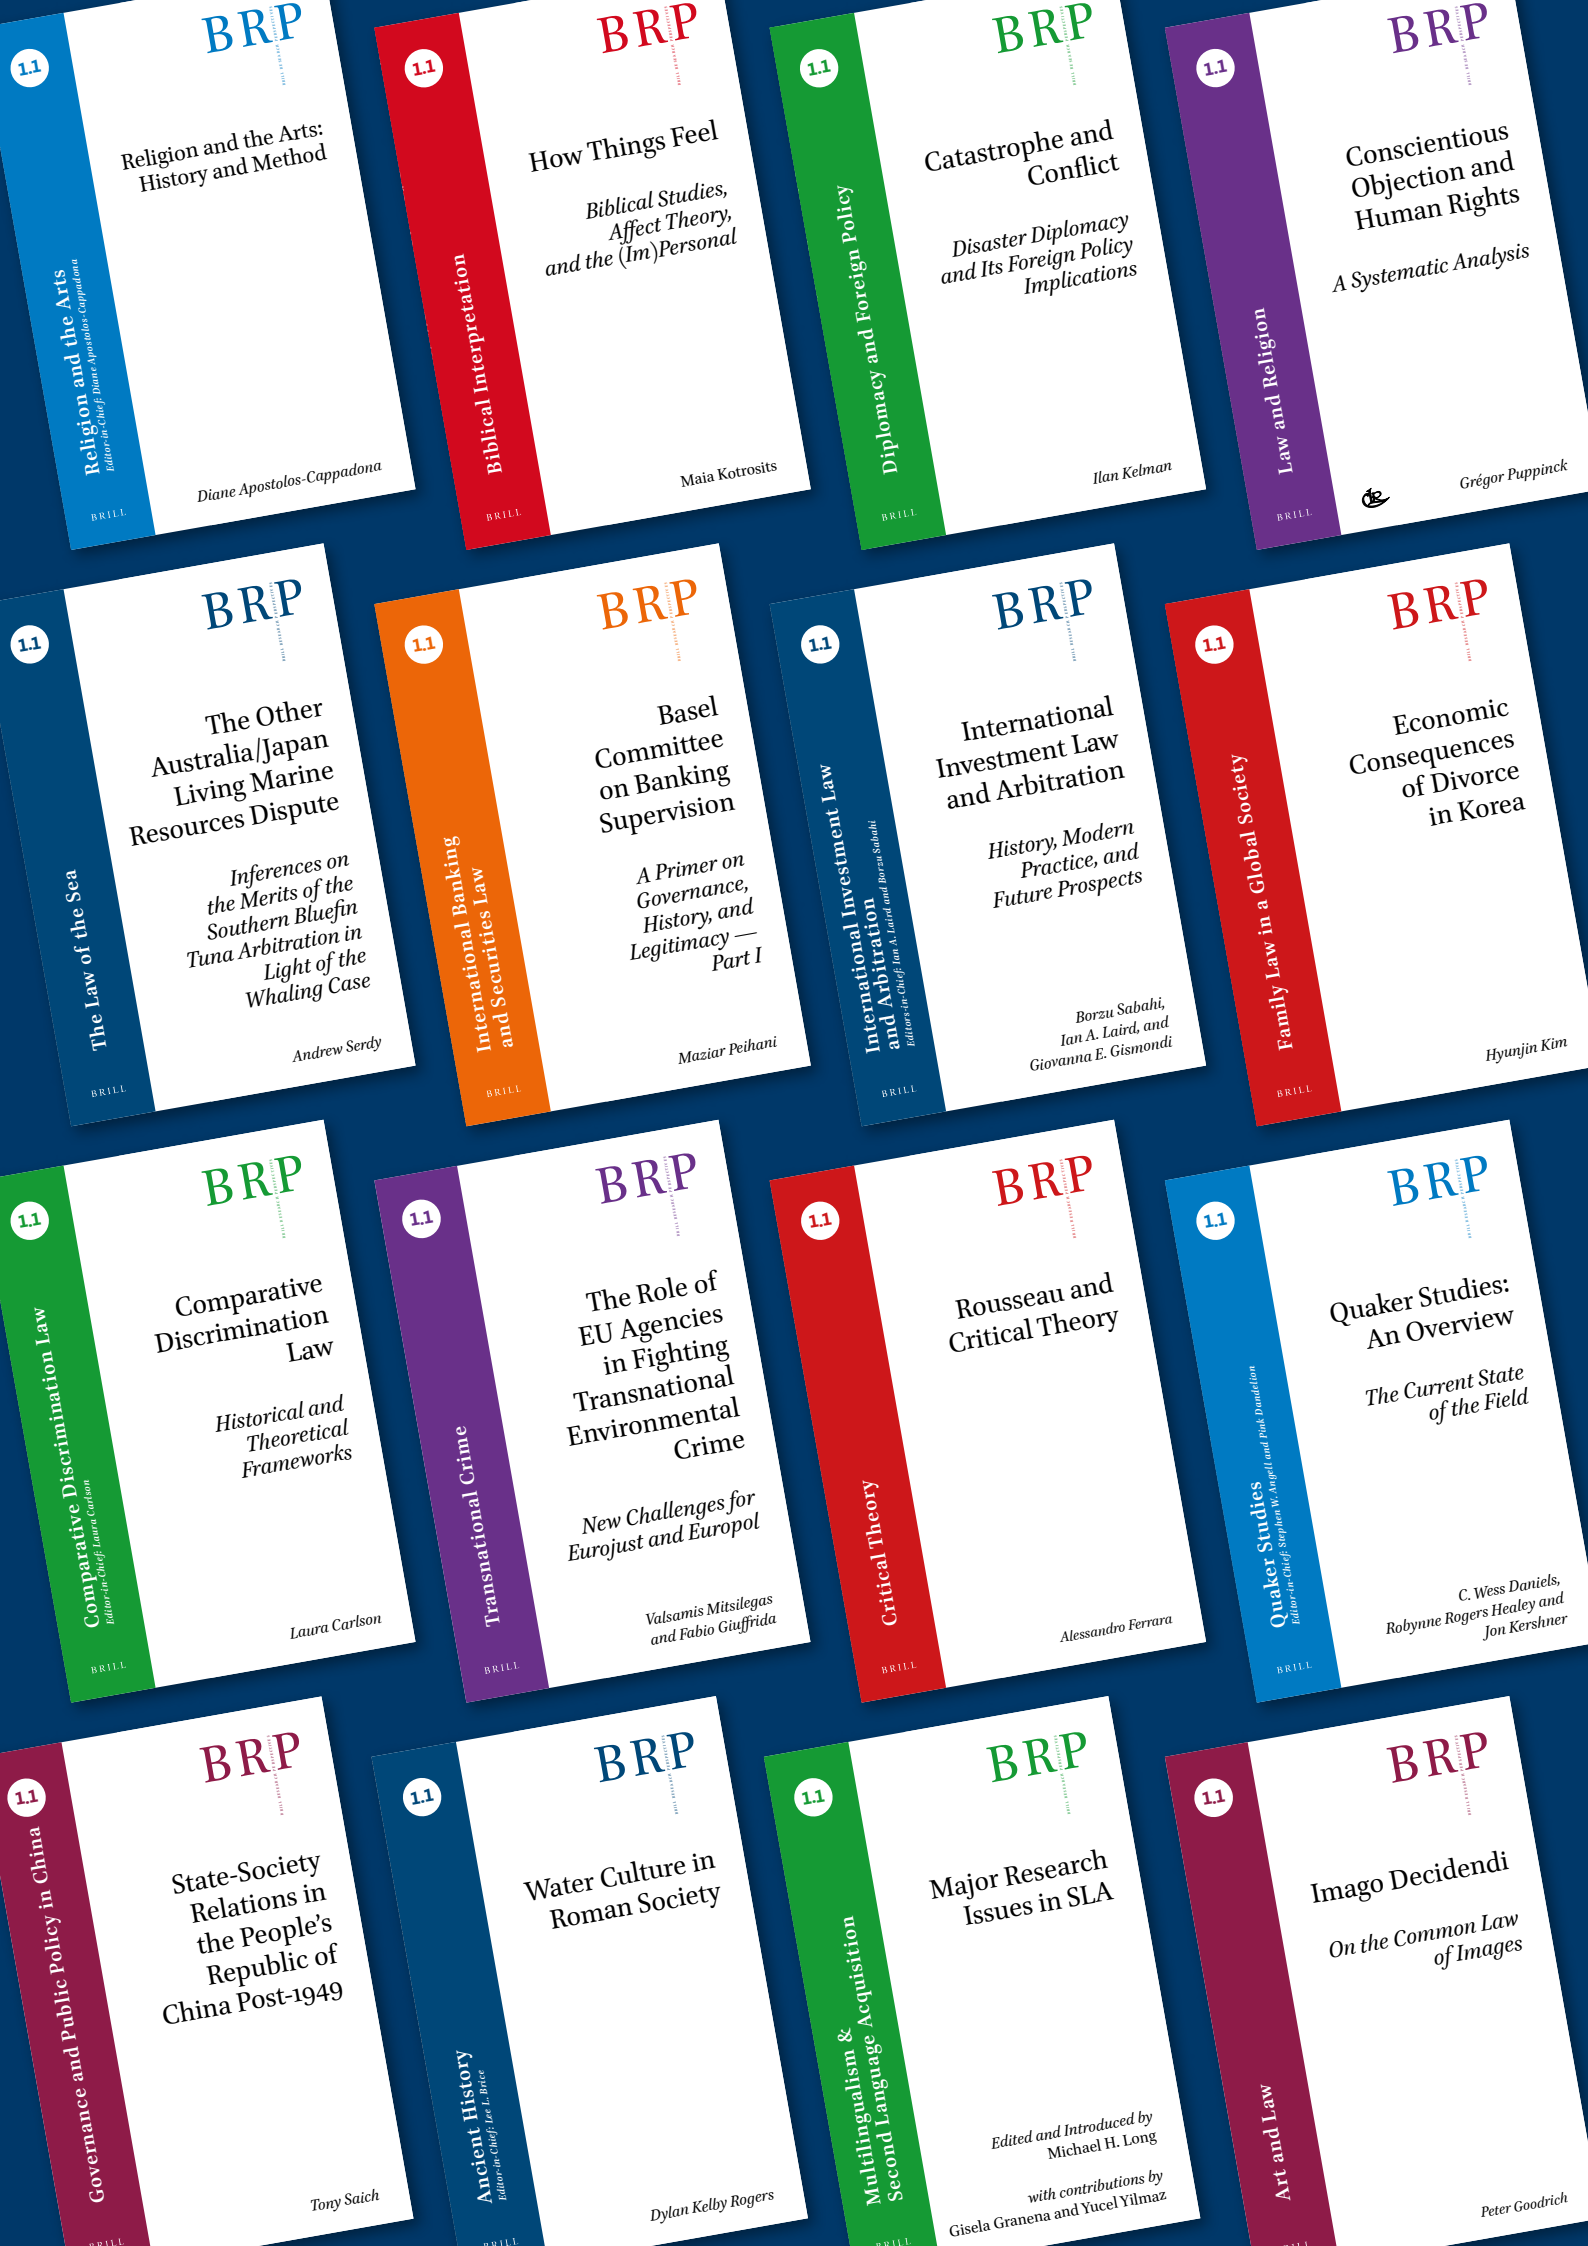 BRP
1.1
Religion and the Arts:
History and Method
Religion and the Arts
Editor-in-Chief: Diane Apostolos-Cappadona
Diane Apostolos-Cappadona
BRILL
BRP
1.1
How Things Feel
Biblical Studies,
Affect Theory,
and the (Im)Personal
Biblical Interpretation
Maia Kotrosits
BRILL
BRP
1.1
Catastrophe and
Conflict
Disaster Diplomacy
and Its Foreign Policy
Implications
Diplomacy and Foreign Policy
Ilan Kelman
BRILL
BRP
1.1
Conscientious
Objection and
Human Rights
A Systematic Analysis
Law and Religion
Grégor Puppinck
BRILL
BRP
1.1
The Other
Australia/Japan
Living Marine
Resources Dispute
Inferences on
the Merits of the
Southern Bluefin
Tuna Arbitration in
Light of the
Whaling Case
The Law of the Sea
Andrew Serdy
BRILL
BRP
1.1
Basel
Committee
on Banking
Supervision
A Primer on
Governance,
History, and
Legitimacy —
Part I
International Banking
and Securities Law
Maziar Peihani
BRILL
BRP
1.1
International
Investment Law
and Arbitration
History, Modern
Practice, and
Future Prospects
International Investment Law
and Arbitration
Editors-in-Chief: Ian A. Laird and Borzu Sabahi
Borzu Sabahi,
Ian A. Laird, and
Giovanna E. Gismondi
BRILL
BRP
1.1
Economic
Consequences
of Divorce
in Korea
Family Law in a Global Society
Hyunjin Kim
BRILL
BRP
1.1
Comparative
Discrimination
Law
Historical and
Theoretical
Frameworks
Comparative Discrimination Law
Editor-in-Chief: Laura Carlson
Laura Carlson
BRILL
BRP
1.1
The Role of
EU Agencies
in Fighting
Transnational
Environmental
Crime
New Challenges for
Eurojust and Europol
Transnational Crime
Valsamis Mitsilegas
and Fabio Giuffrida
BRILL
BRP
1.1
Rousseau and
Critical Theory
Critical Theory
Alessandro Ferrara
BRILL
BRP
1.1
Quaker Studies:
An Overview
The Current State
of the Field
Quaker Studies
Editor-in-Chief: Stephen W. Angell and Pink Dandelion
C. Wess Daniels,
Robynne Rogers Healey and
Jon Kershner
BRILL
BRP
1.1
State-Society
Relations in
the People's
Republic of
China Post-1949
Governance and Public Policy in China
Tony Saich
BRILL
BRP
1.1
Water Culture in
Roman Society
Ancient History
Editor-in-Chief: Lee L. Brice
Dylan Kelby Rogers
BRILL
BRP
1.1
Major Research
Issues in SLA
Multilingualism &
Second Language Acquisition
Edited and Introduced by
Michael H. Long
with contributions by
Gisela Granena and Yucel Yilmaz
BRILL
BRP
1.1
Imago Decidendi
On the Common Law
of Images
Art and Law
Peter Goodrich
BRILL